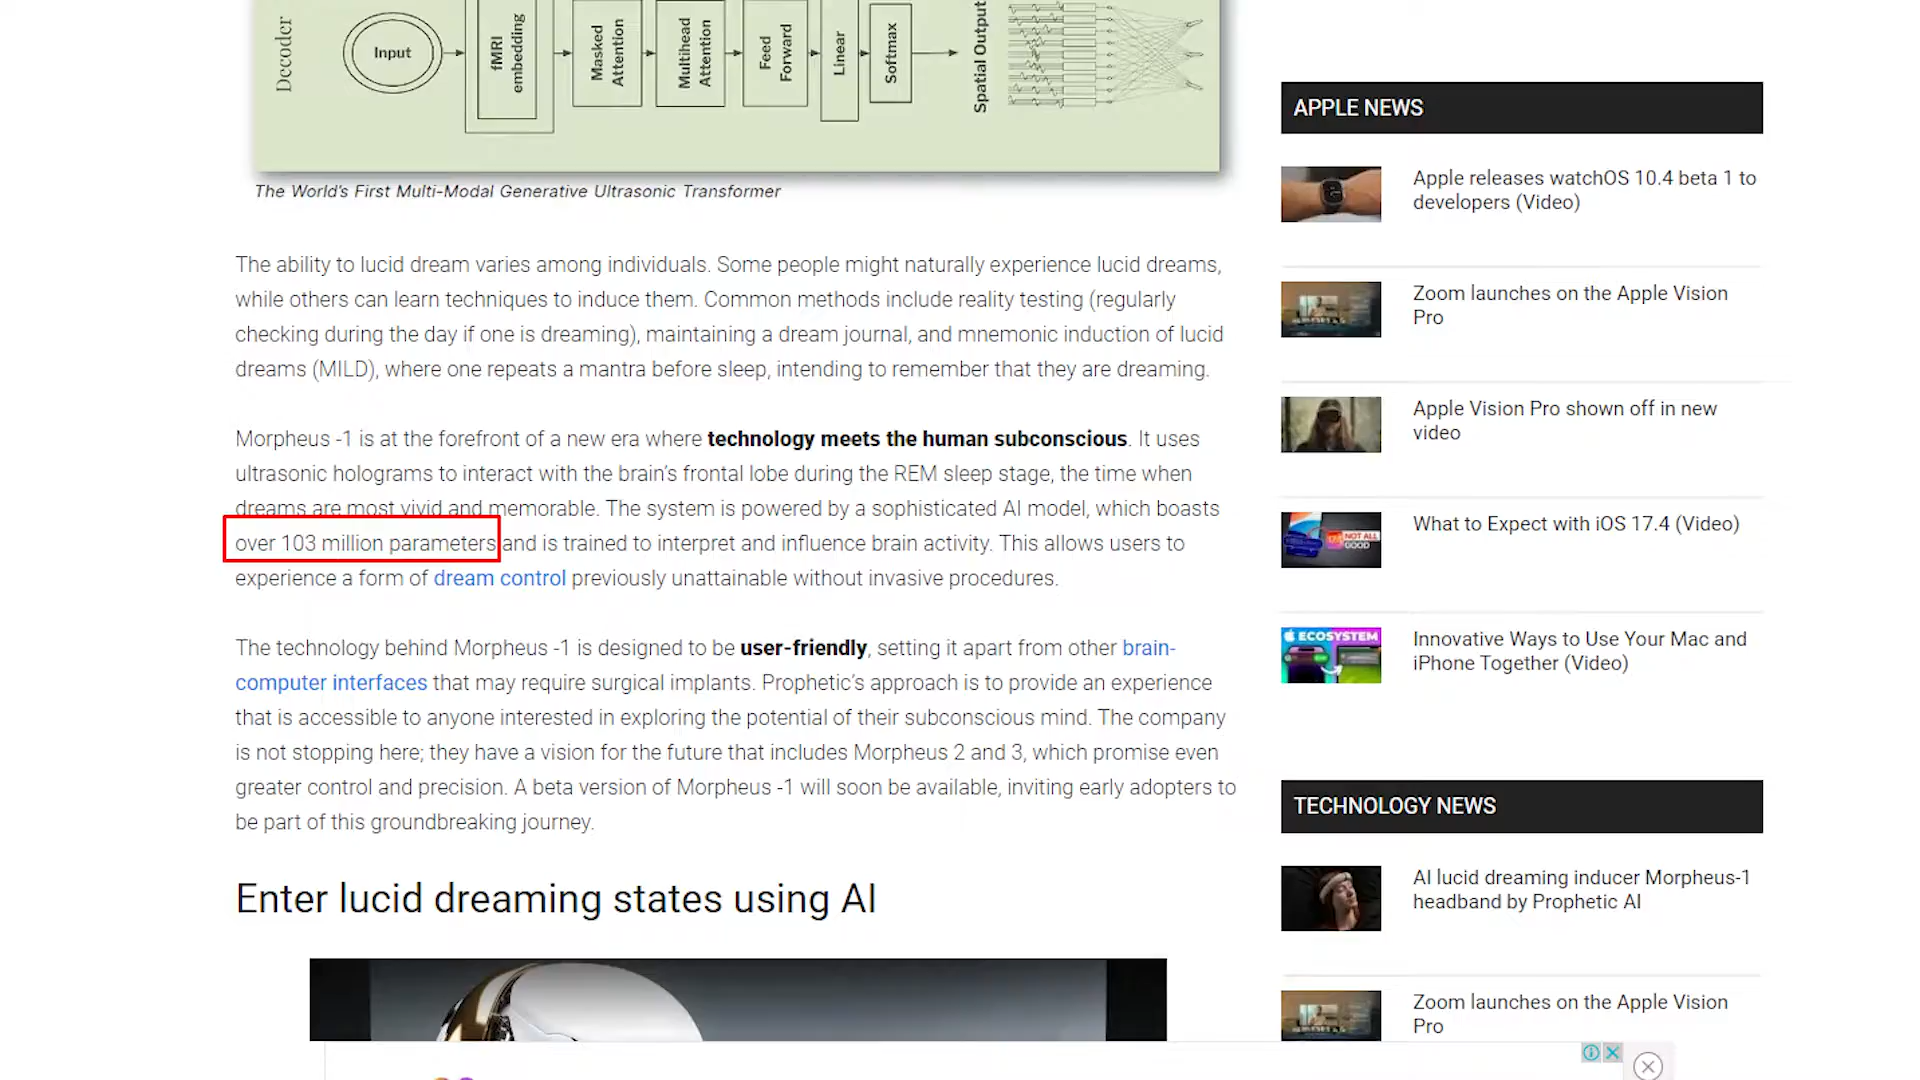 Decoder
Input
fMRI
embedding
Masked
Attention
Multihead
Attention
Feed
Forward
Linear
Softmax
Spatial Output
The World's First Multi-Modal Generative Ultrasonic Transformer
The ability to lucid dream varies among individuals. Some people might naturally experience lucid dreams,
while others can learn techniques to induce them. Common methods include reality testing (regularly
checking during the day if one is dreaming), maintaining a dream journal, and mnemonic induction of lucid
dreams (MILD), where one repeats a mantra before sleep, intending to remember that they are dreaming.
Morpheus -1 is at the forefront of a new era where technology meets the human subconscious. It uses
ultrasonic holograms to interact with the brain's frontal lobe during the REM sleep stage, the time when
dreams are most vivid and memorable. The system is powered by a sophisticated AI model, which boasts
over 103 million parameters and is trained to interpret and influence brain activity. This allows users to
experience a form of dream control previously unattainable without invasive procedures.
The technology behind Morpheus -1 is designed to be user-friendly, setting it apart from other brain-
computer interfaces that may require surgical implants. Prophetic's approach is to provide an experience
that is accessible to anyone interested in exploring the potential of their subconscious mind. The company
is not stopping here; they have a vision for the future that includes Morpheus 2 and 3, which promise even
greater control and precision. A beta version of Morpheus -1 will soon be available, inviting early adopters to
be part of this groundbreaking journey.
Enter lucid dreaming states using AI
APPLE NEWS
Apple releases watchOS 10.4 beta 1 to
developers (Video)
Zoom launches on the Apple Vision
Pro
Apple Vision Pro shown off in new
video
NOT ALL
GOOD
What to Expect with iOS 17.4 (Video)
ECOSYSTEM
Innovative Ways to Use Your Mac and
iPhone Together (Video)
TECHNOLOGY NEWS
AI lucid dreaming inducer Morpheus-1
headband by Prophetic AI
Zoom launches on the Apple Vision
Pro